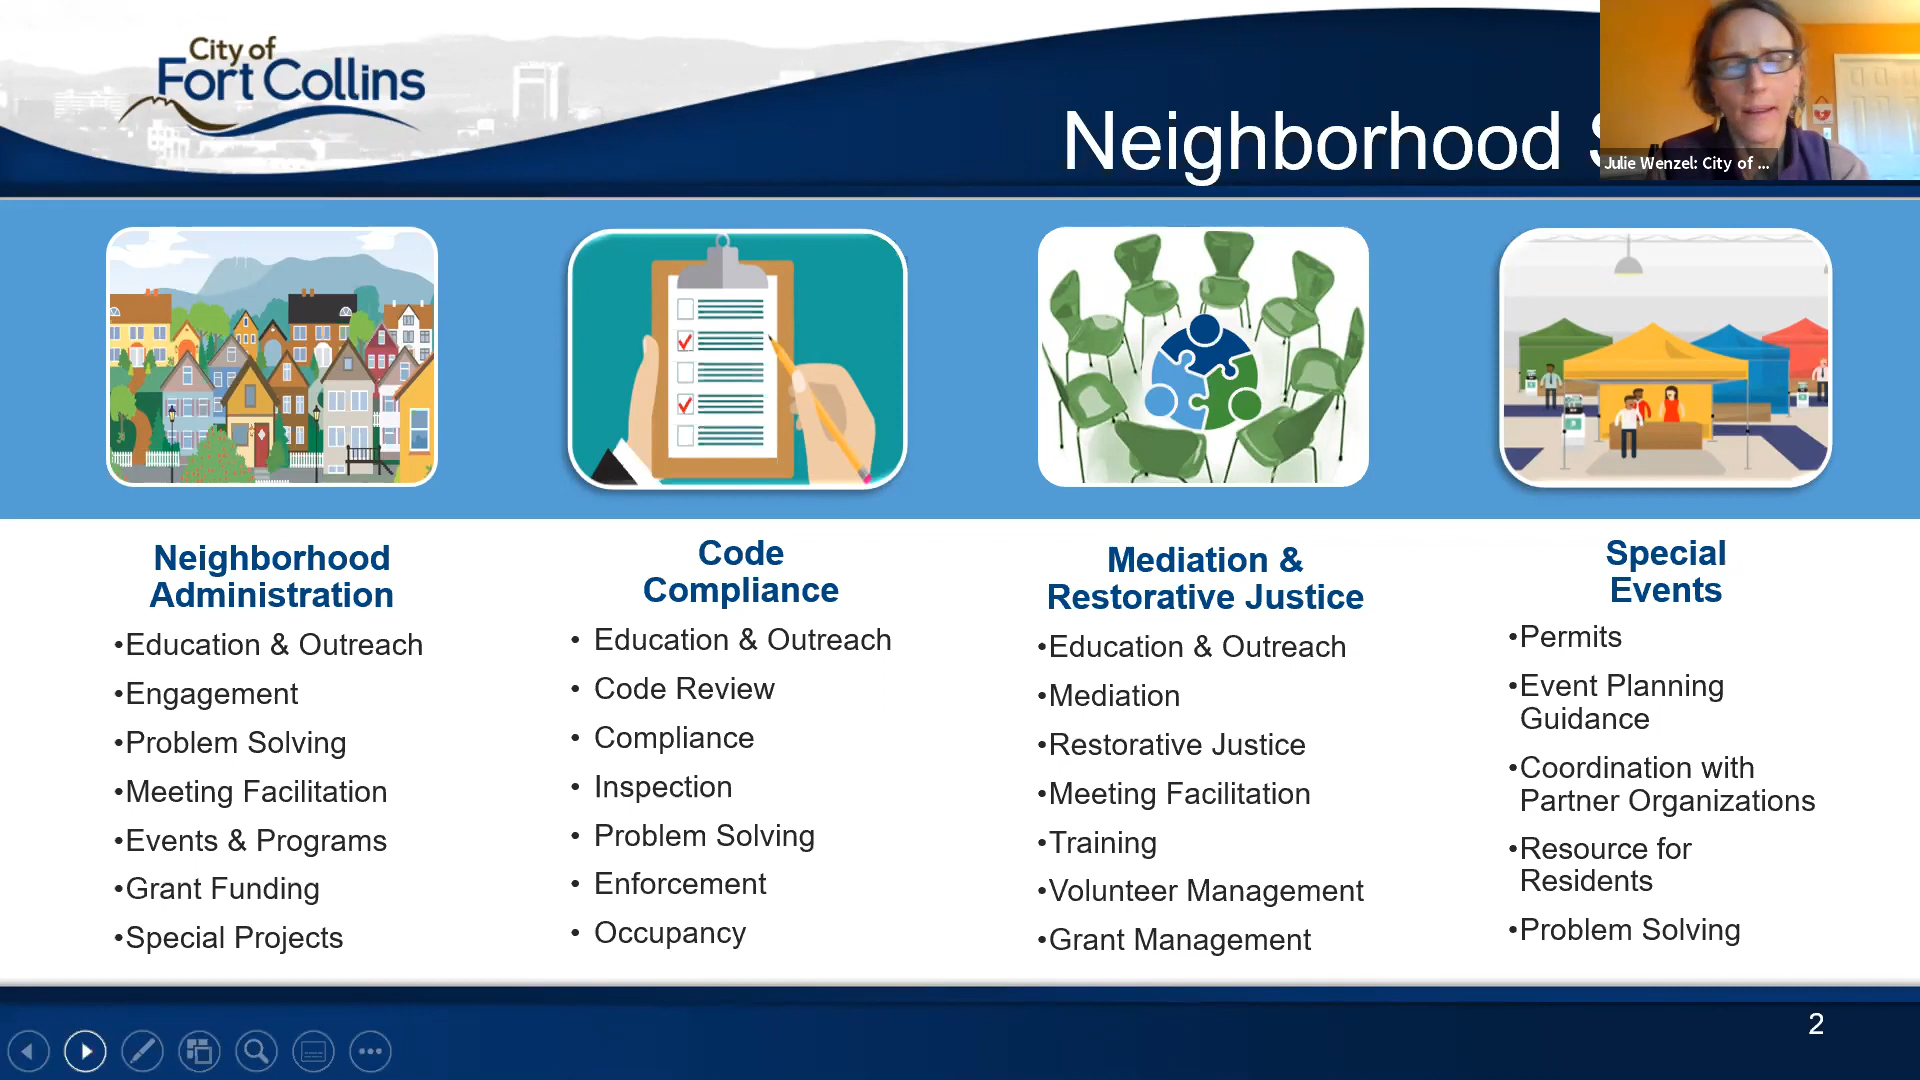 City of
Fort Collins
Neighborhood
Julie Wenzel: City of ...
Neighborhood
Administration
•Education & Outreach
•Engagement
•Problem Solving
•Meeting Facilitation
•Events & Programs
•Grant Funding
•Special Projects
Code
Compliance
• Education & Outreach
• Code Review
• Compliance
• Inspection
• Problem Solving
• Enforcement
• Occupancy
Mediation &
Restorative Justice
•Education & Outreach
•Mediation
•Restorative Justice
•Meeting Facilitation
•Training
•Volunteer Management
•Grant Management
Special
Events
•Permits
•Event Planning
Guidance
•Coordination with
Partner Organizations
•Resource for
Residents
•Problem Solving
2